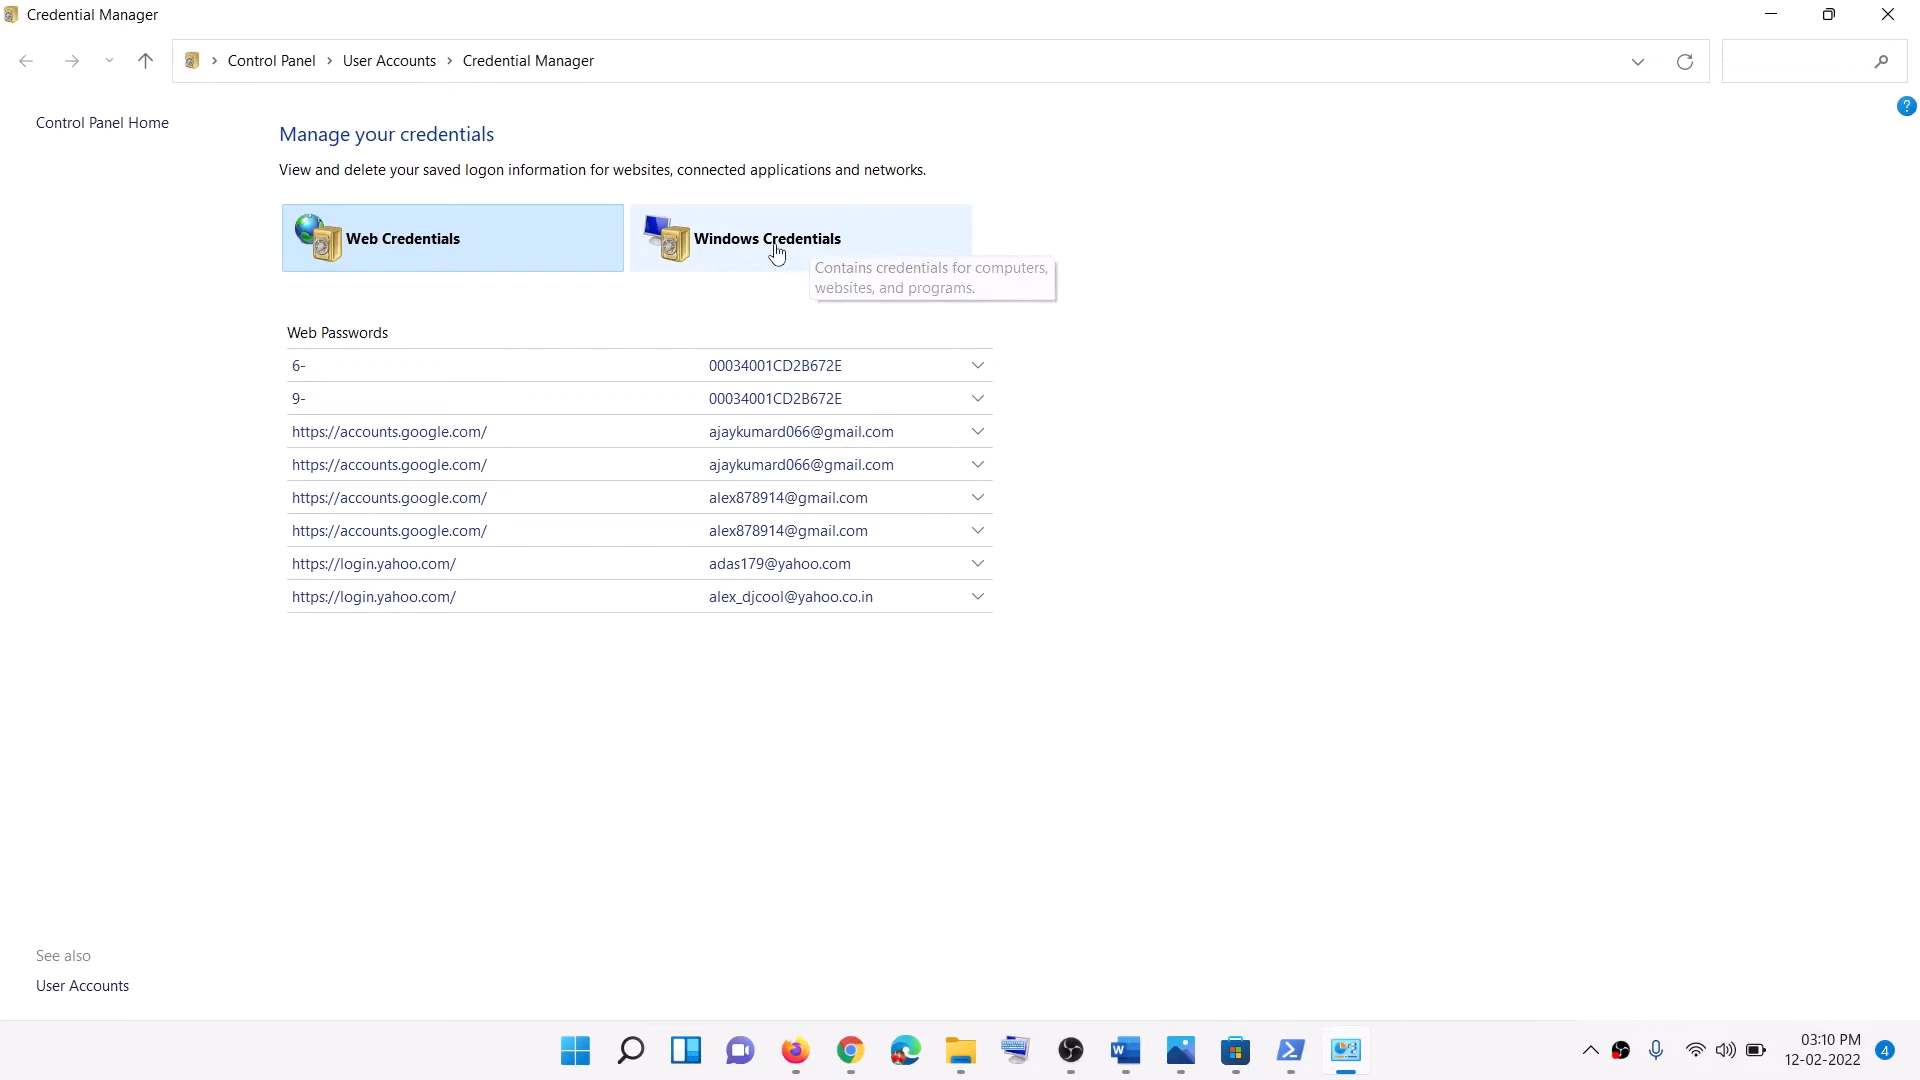 Credential Manager
Control Panel › User Accounts › Credential Manager
Control Panel Home
Manage your credentials
View and delete your saved logon information for websites, connected applications and networks.
Web Credentials
Windows Credentials
Contains credentials for computers,
websites, and programs.
Web Passwords
6- 00034001CD2B672E
9- 00034001CD2B672E
https://accounts.google.com/ ajaykumard066@gmail.com
https://accounts.google.com/ ajaykumard066@gmail.com
https://accounts.google.com/ alex878914@gmail.com
https://accounts.google.com/ alex878914@gmail.com
https://login.yahoo.com/ adas179@yahoo.com
https://login.yahoo.com/ alex_djcool@yahoo.co.in
See also
User Accounts
03:10 PM
12-02-2022
4